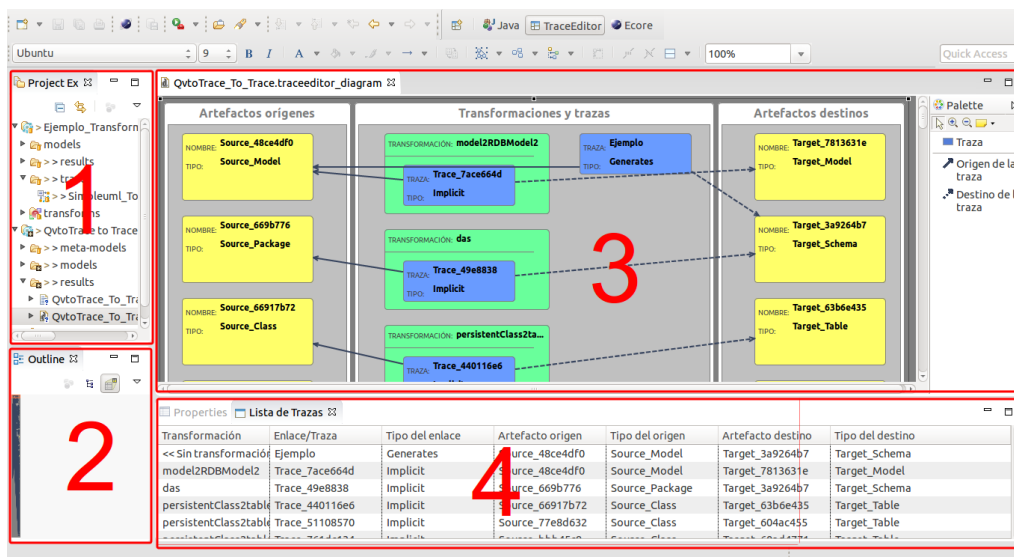 Java TraceEditor Ecore
Ubuntu 9 B I A 100% Quick Access
Project Ex
> Ejemplo_Transforn
models
> > results
> > tra
> > Simpleuml_To
transforms
> QvtoTrace to Trace
> > meta-models
> > models
> > results
QvtoTrace_To_Tra
QvtoTrace_To_Tra
1
Outline
2
QvtoTrace_To_Trace.traceeditor_diagram
Artefactos orígenes Transformaciones y trazas Artefactos destinos
NOMBRE: Source_48ce4df0
TIPO: Source_Model
TRANSFORMACIÓN: model2RDBModel2
TRAZA: Trace_7ace664d
TIPO: Implicit
TRAZA: Ejemplo
TIPO: Generates
NOMBRE: Target_7813631e
TIPO: Target_Model
NOMBRE: Source_669b776
TIPO: Source_Package
TRANSFORMACIÓN: das
TRAZA: Trace_49e8838
TIPO: Implicit
NOMBRE: Target_3a9264b7
TIPO: Target_Schema
NOMBRE: Source_66917b72
TIPO: Source_Class
TRANSFORMACIÓN: persistentClass2ta...
TRAZA: Trace_440116e6
NOMBRE: Target_63b6e435
TIPO: Target_Table
3
Palette
Traza
Origen de la
traza
Destino de l
traza
Properties Lista de Trazas
Transformación Enlace/Traza Tipo del enlace Artefacto origen Tipo del origen Artefacto destino Tipo del destino
<< Sin transformación Ejemplo Generates Source_48ce4df0 Source_Model Target_3a9264b7 Target_Schema
model2RDBModel2 Trace_7ace664d Implicit Source_48ce4df0 Source_Model Target_7813631e Target_Model
das Trace_49e8838 Implicit Source_669b776 Source_Package Target_3a9264b7 Target_Schema
persistentClass2table Trace_440116e6 Implicit Source_66917b72 Source_Class Target_63b6e435 Target_Table
persistentClass2table Trace_51108570 Implicit Source_77e8d632 Source_Class Target_604ac455 Target_Table
4